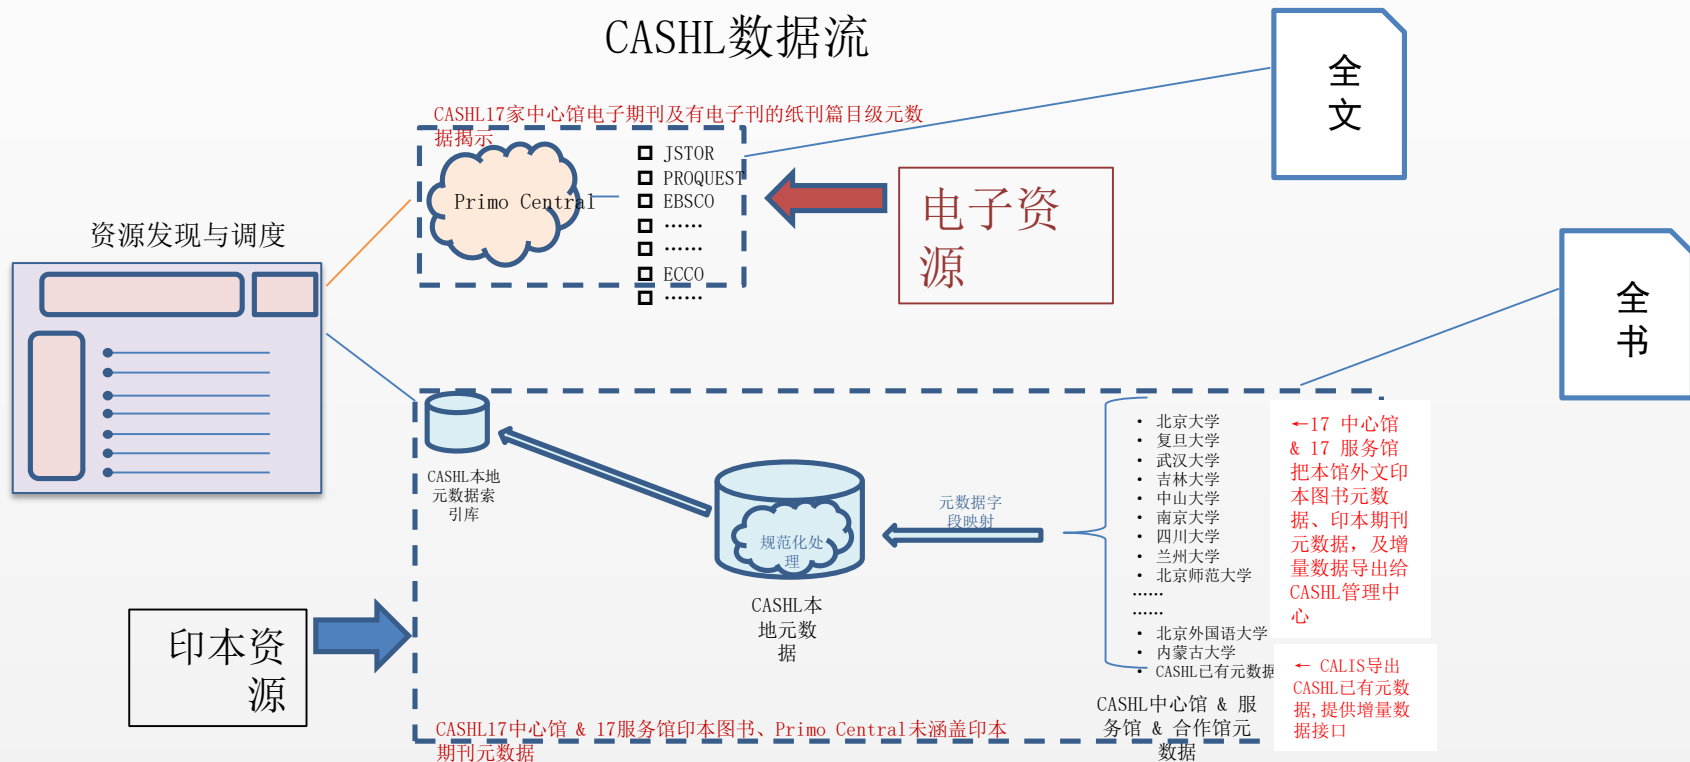 CASHL数据流
全
文
CASHL17家中心馆电子期刊及有电子刊的纸刊篇目级元数
据揭示
Primo Central
JSTOR
PROQUEST
EBSCO
……
……
ECCO
……
电子资
源
资源发现与调度
全
书
CASHL本地
元数据索
引库
规范化处
理
CASHL本
地元数
据
元数据字
段映射
• 北京大学
• 复旦大学
• 武汉大学
• 吉林大学
• 中山大学
• 南京大学
• 四川大学
• 兰州大学
• 北京师范大学
……
……
• 北京外国语大学
• 内蒙古大学
• CASHL已有元数据
←17 中心馆
& 17 服务馆
把本馆外文印
本图书元数
据、印本期刊
元数据，及增
量数据导出给
CASHL管理中
心
← CALIS导出
CASHL已有元数
据,提供增量数
据接口
CASHL中心馆 & 服
务馆 & 合作馆元
数据
印本资
源
CASHL17中心馆 & 17服务馆印本图书、Primo Central未涵盖印本
期刊元数据